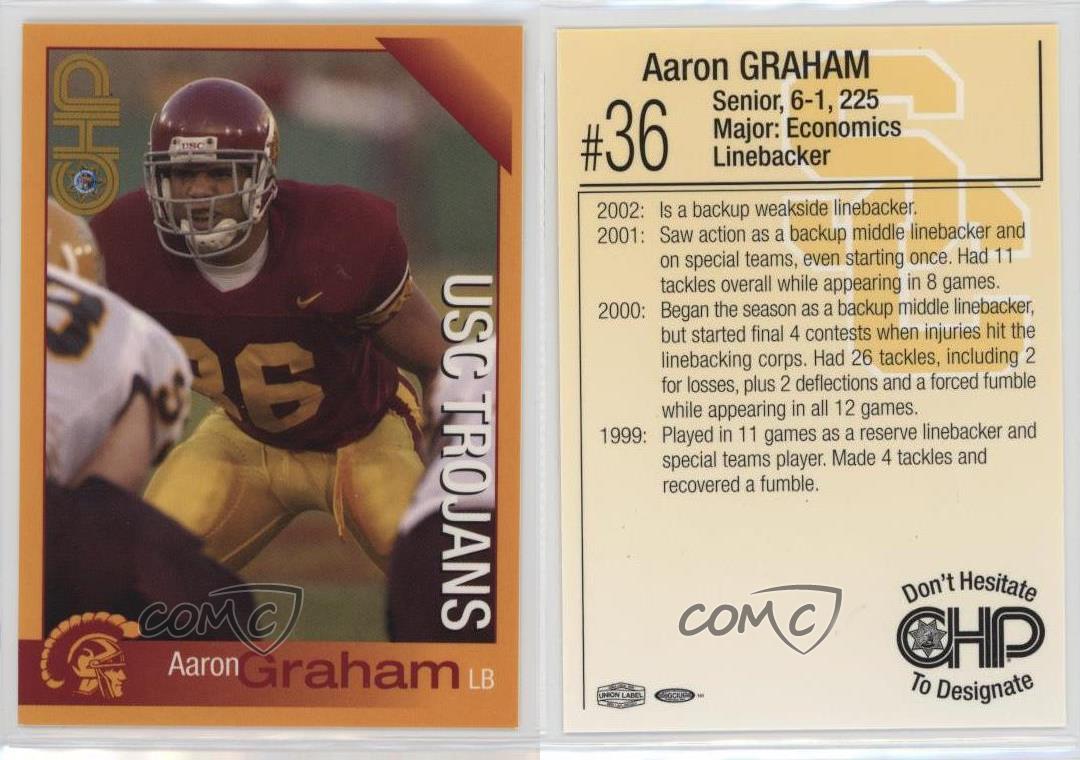 CHP
USC
36
USC TROJANS
COMC
Aaron Graham LB
Aaron GRAHAM
#36
Senior, 6-1, 225
Major: Economics
Linebacker
SC
2002: Is a backup weakside linebacker.
2001: Saw action as a backup middle linebacker and
on special teams, even starting once. Had 11
tackles overall while appearing in 8 games.
2000: Began the season as a backup middle linebacker,
but started final 4 contests when injuries hit the
linebacking corps. Had 26 tackles, including 2
for losses, plus 2 deflections and a forced fumble
while appearing in all 12 games.
1999: Played in 11 games as a reserve linebacker and
special teams player. Made 4 tackles and
recovered a fumble.
COMC
Don't Hesitate
CHP
To Designate
UNION LABEL